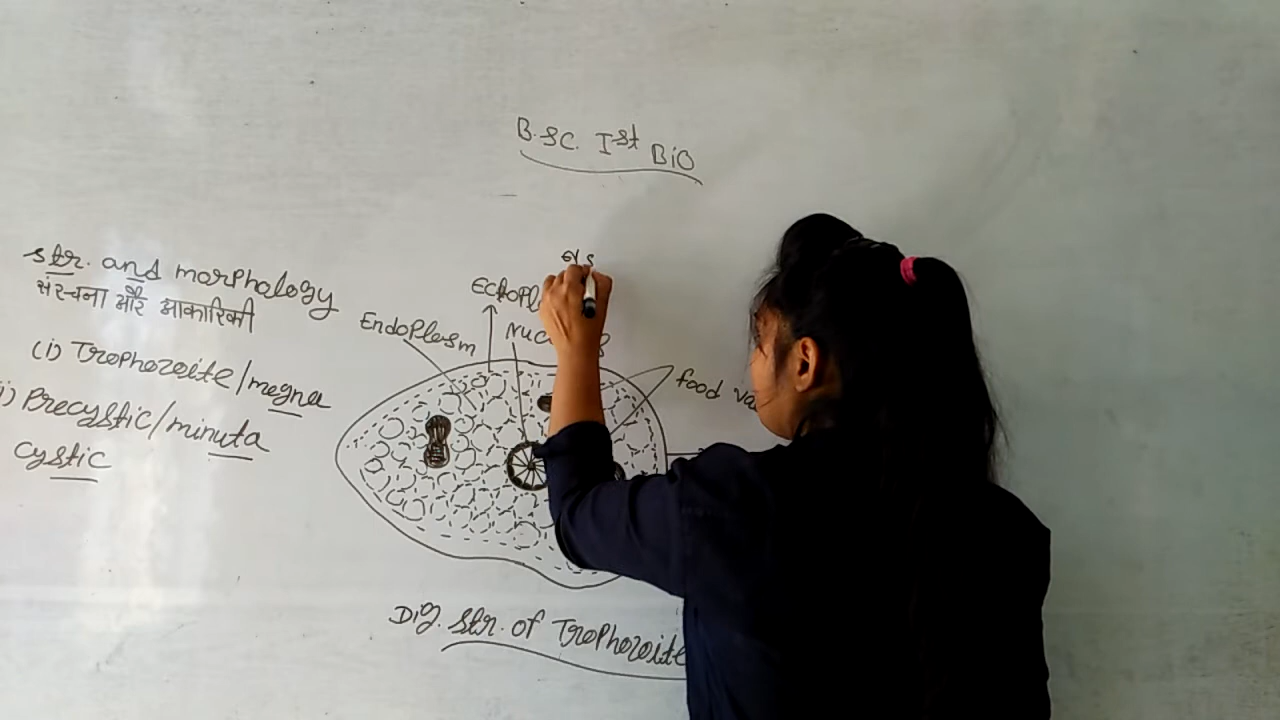 B.SC. Ist BiO
str. and morphology
संरचना और आकारिकी
(i) Trophozoite/magna
Precystic/minuta
cystic
Endoplasm
food
Dig. str. of Trophozoite